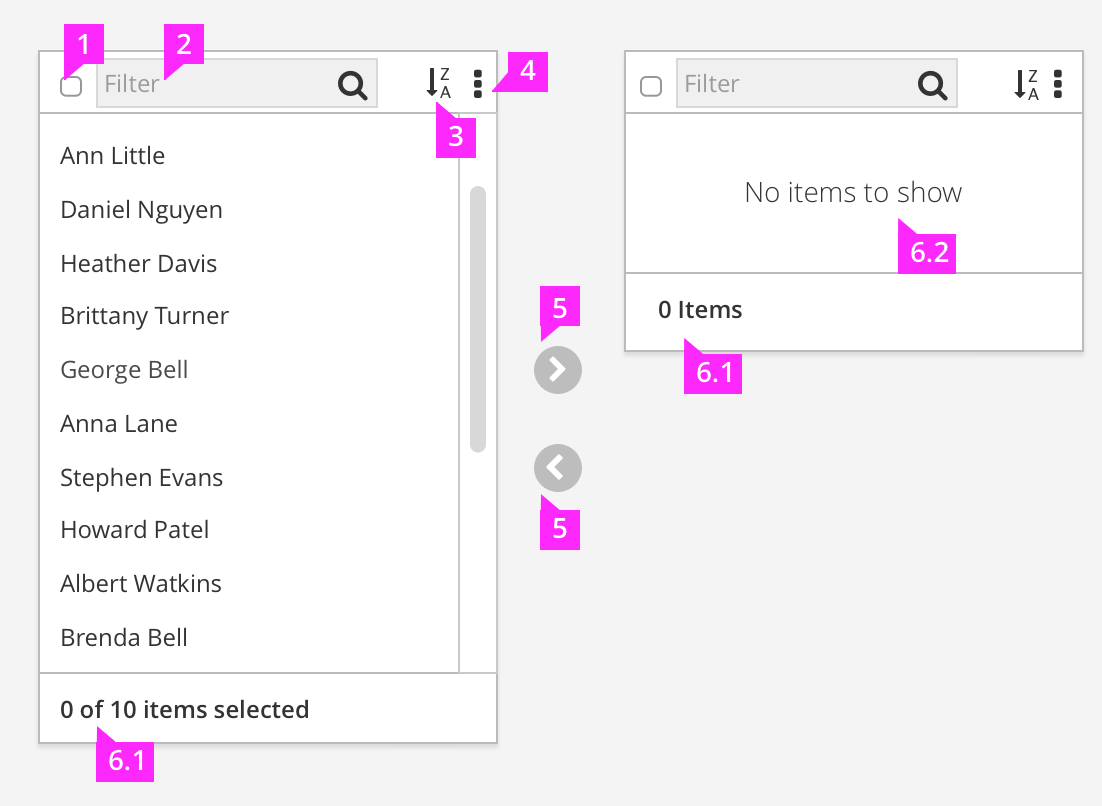 1
2
Filter
Z
A
4
3
Ann Little
Daniel Nguyen
Heather Davis
Brittany Turner
George Bell
Anna Lane
Stephen Evans
Howard Patel
Albert Watkins
Brenda Bell
0 of 10 items selected
6.1
5
5
Filter
Z
A
No items to show
6.2
0 Items
6.1